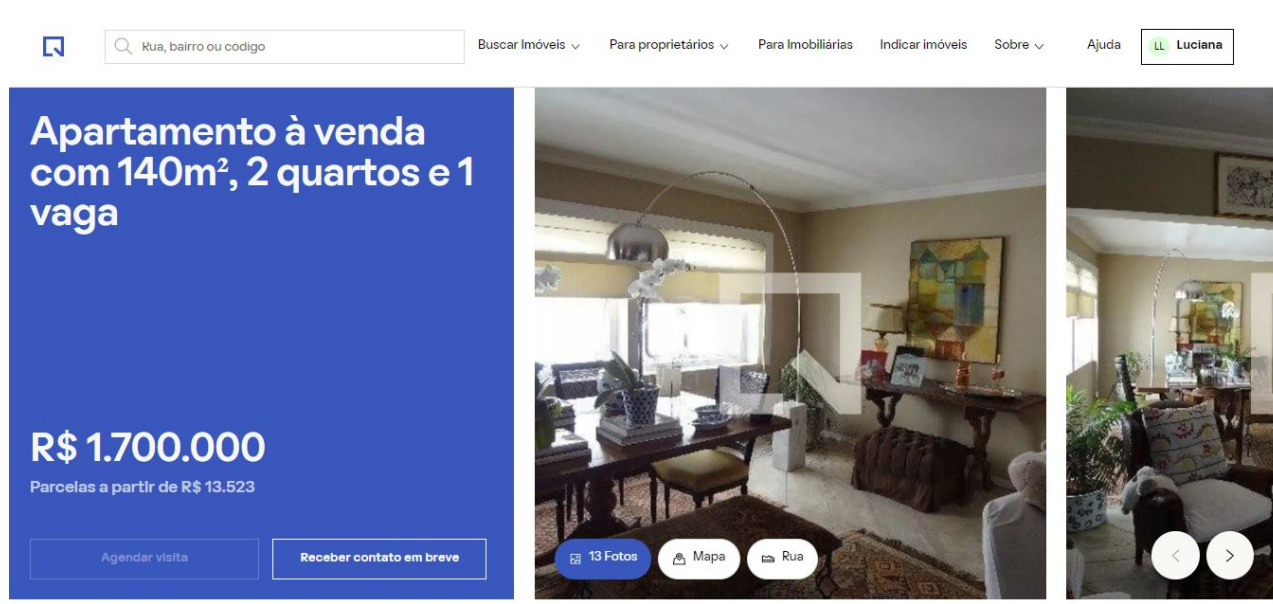 Rua, bairro ou código
Buscar Imóveis
Para proprietários
Para Imobiliárias
Indicar imóveis
Sobre
Ajuda
LL
Luciana
Apartamento à venda
com 140m², 2 quartos e 1
vaga
R$ 1.700.000
Parcelas a partir de R$ 13.523
Agendar visita
Receber contato em breve
13 Fotos
Mapa
Rua